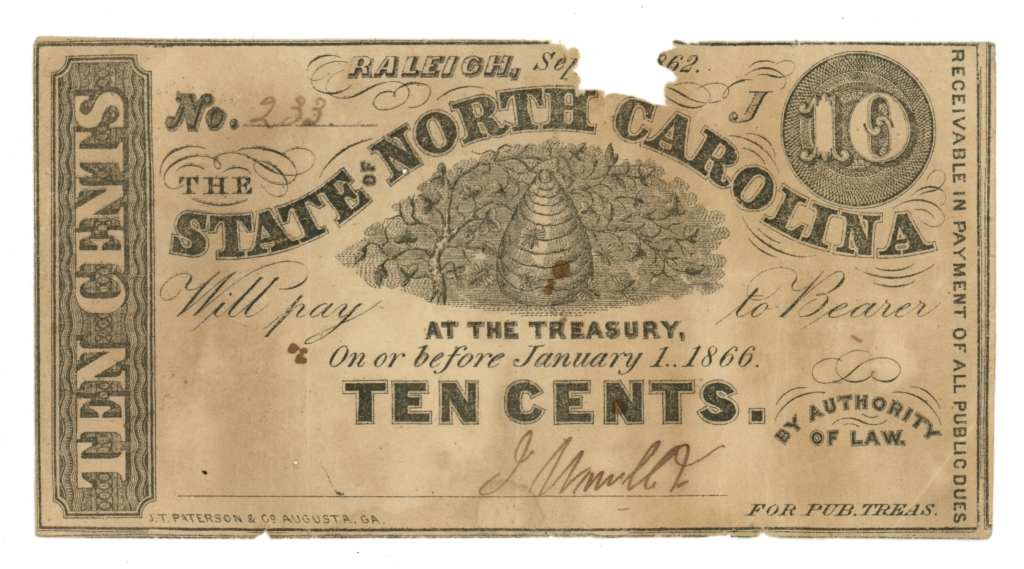 RALEIGH, Sep 862.
No. 233
J
10
THE
STATE OF NORTH CAROLINA
Will pay to Bearer
AT THE TREASURY,
On or before January 1..1866.
TEN CENTS.
BY AUTHORITY
OF LAW.
FOR PUB. TREAS.
J.T. PATERSON & Co AUGUSTA, GA.
TEN CENTS
RECEIVABLE IN PAYMENT OF ALL PUBLIC DUES